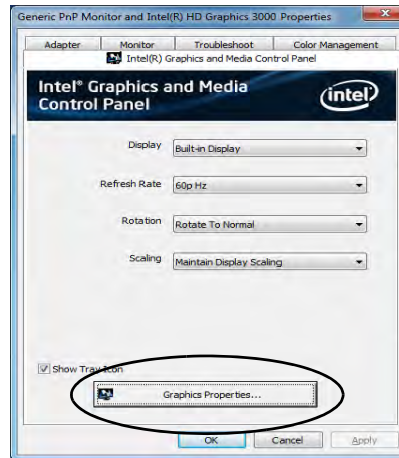 Generic PnP Monitor and Intel(R) HD Graphics 3000 Properties
Adapter Monitor Troubleshoot Color Management
Intel(R) Graphics and Media Control Panel
Intel® Graphics and Media
Control Panel
intel
Display Built-in Display
Refresh Rate 60p Hz
Rotation Rotate To Normal
Scaling Maintain Display Scaling
Show Tray Icon
Graphics Properties...
OK Cancel Apply